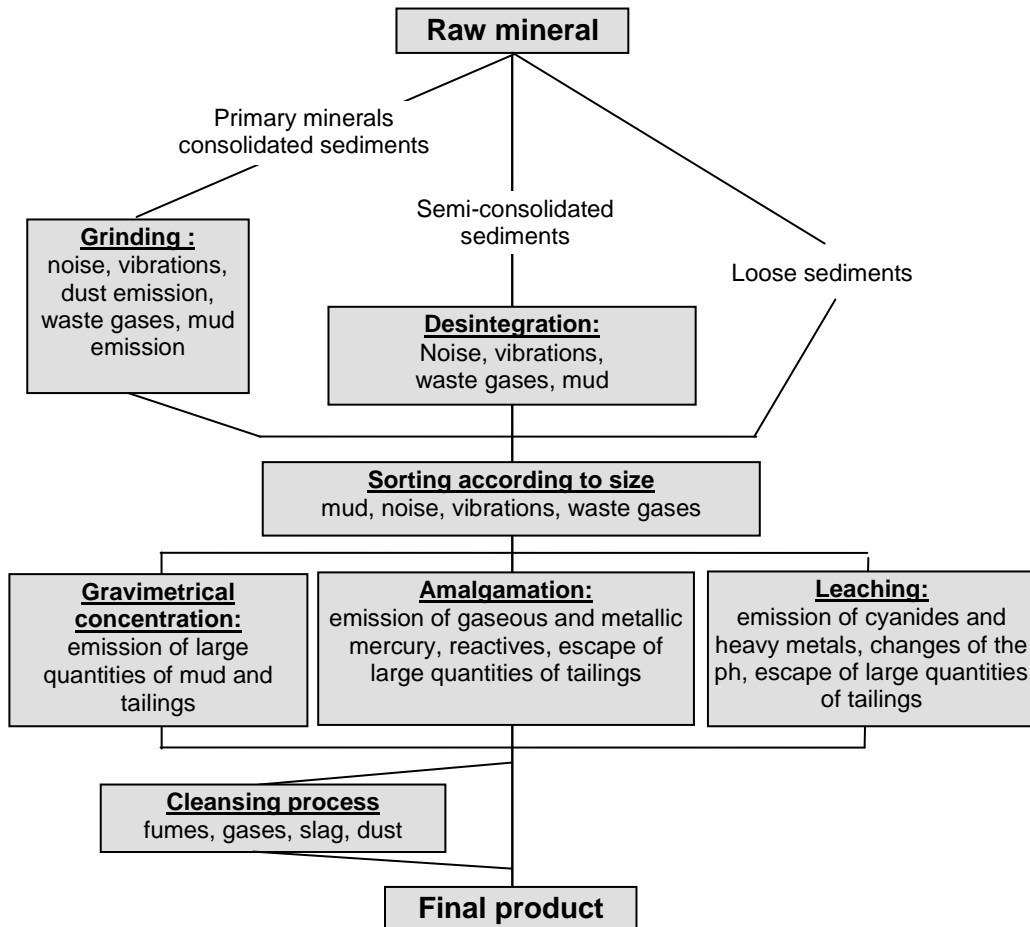 Raw mineral
Primary minerals
consolidated sediments
Semi-consolidated
sediments
Loose sediments
Grinding :
noise, vibrations,
dust emission,
waste gases, mud
emission
Desintegration:
Noise, vibrations,
waste gases, mud
Sorting according to size
mud, noise, vibrations, waste gases
Gravimetrical
concentration:
emission of large
quantities of mud and
tailings
Amalgamation:
emission of gaseous and metallic
mercury, reactives, escape of
large quantities of tailings
Leaching:
emission of cyanides and
heavy metals, changes of the
ph, escape of large quantities
of tailings
Cleansing process
fumes, gases, slag, dust
Final product